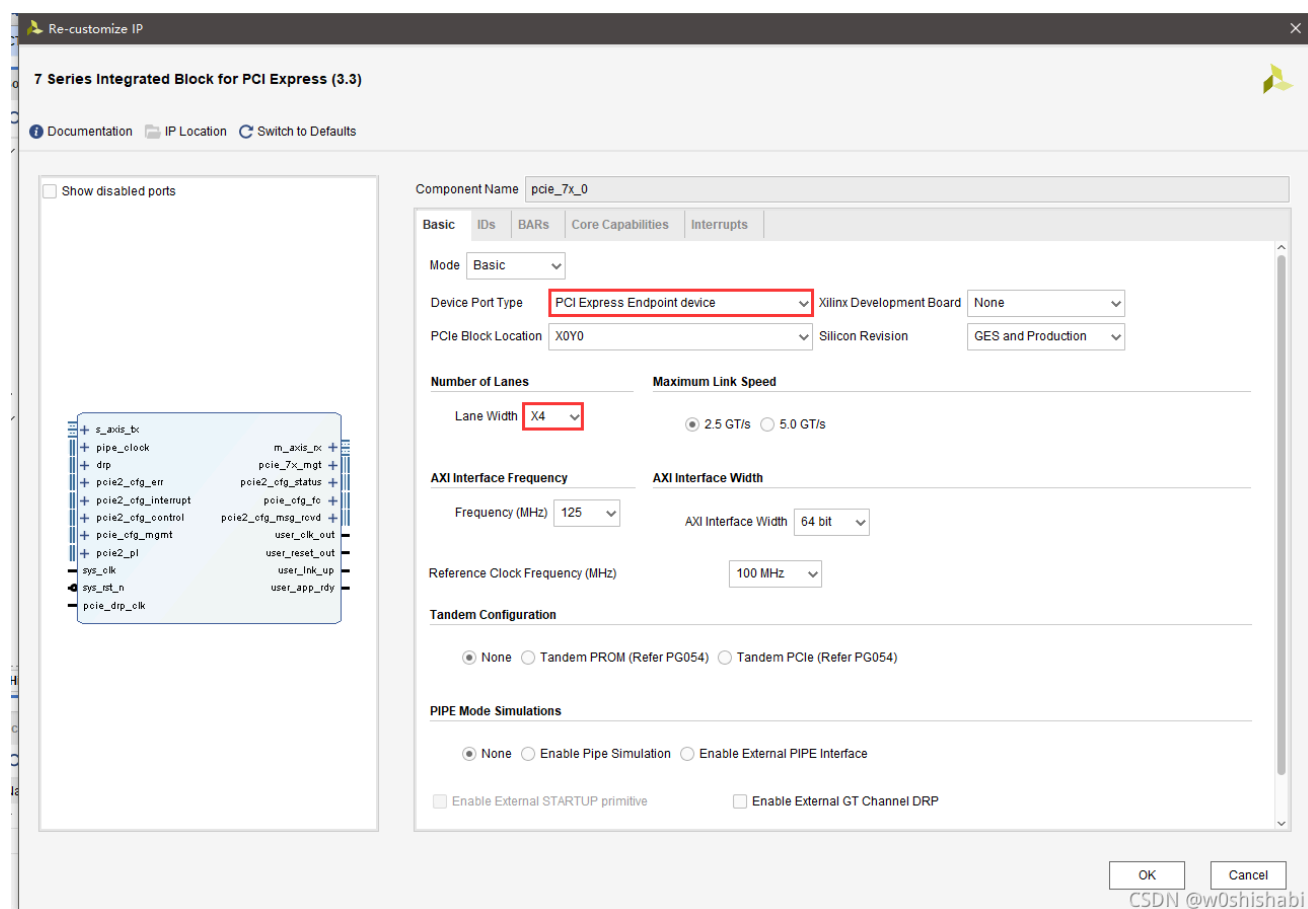 Re-customize IP
7 Series Integrated Block for PCI Express (3.3)
Documentation IP Location Switch to Defaults
Show disabled ports
s_axis_tx
pipe_clock
drp
pcie2_cfg_err
pcie2_cfg_interrupt
pcie2_cfg_control
pcie_cfg_mgmt
pcie2_pl
sys_clk
sys_rst_n
pcie_drp_clk
m_axis_rx
pcie_7x_mgt
pcie2_cfg_status
pcie_cfg_fc
pcie2_cfg_msg_rcvd
user_clk_out
user_reset_out
user_lnk_up
user_app_rdy
Component Name pcie_7x_0
Basic IDs BARs Core Capabilities Interrupts
Mode Basic
Device Port Type PCI Express Endpoint device Xilinx Development Board None
PCIe Block Location X0Y0 Silicon Revision GES and Production
Number of Lanes Maximum Link Speed
Lane Width X4 2.5 GT/s 5.0 GT/s
AXI Interface Frequency AXI Interface Width
Frequency (MHz) 125 AXI Interface Width 64 bit
Reference Clock Frequency (MHz) 100 MHz
Tandem Configuration
None Tandem PROM (Refer PG054) Tandem PCIe (Refer PG054)
PIPE Mode Simulations
None Enable Pipe Simulation Enable External PIPE Interface
Enable External STARTUP primitive Enable External GT Channel DRP
OK Cancel
CSDN @w0shishabi